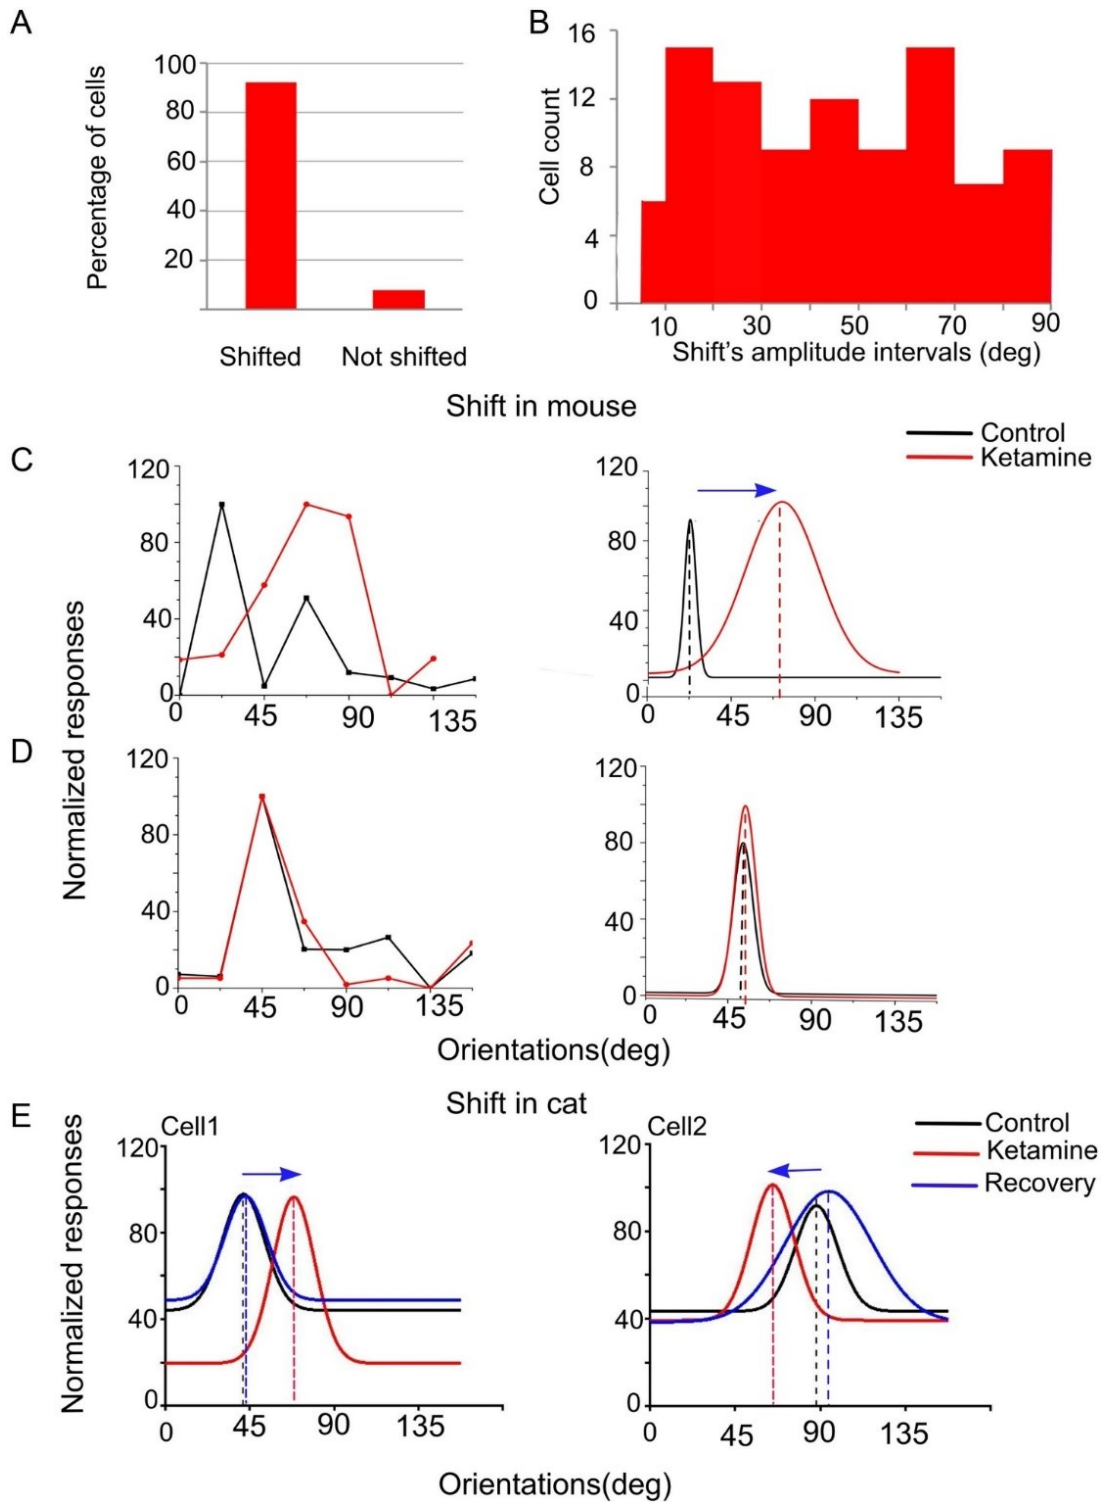 A
B
Percentage of cells
100
80
60
40
20
Shifted
Not shifted
Cell count
16
12
8
4
0
10
30
50
70
90
Shift's amplitude intervals (deg)
Shift in mouse
Control
Ketamine
C
120
80
40
0
0
45
90
135
120
80
40
0
0
45
90
135
Normalized responses
D
120
80
40
0
0
45
90
135
120
80
40
0
0
45
90
135
Orientations(deg)
Shift in cat
E
Normalized responses
Cell1
120
80
40
0
0
45
90
135
Cell2
120
80
40
0
0
45
90
135
Control
Ketamine
Recovery
Orientations(deg)